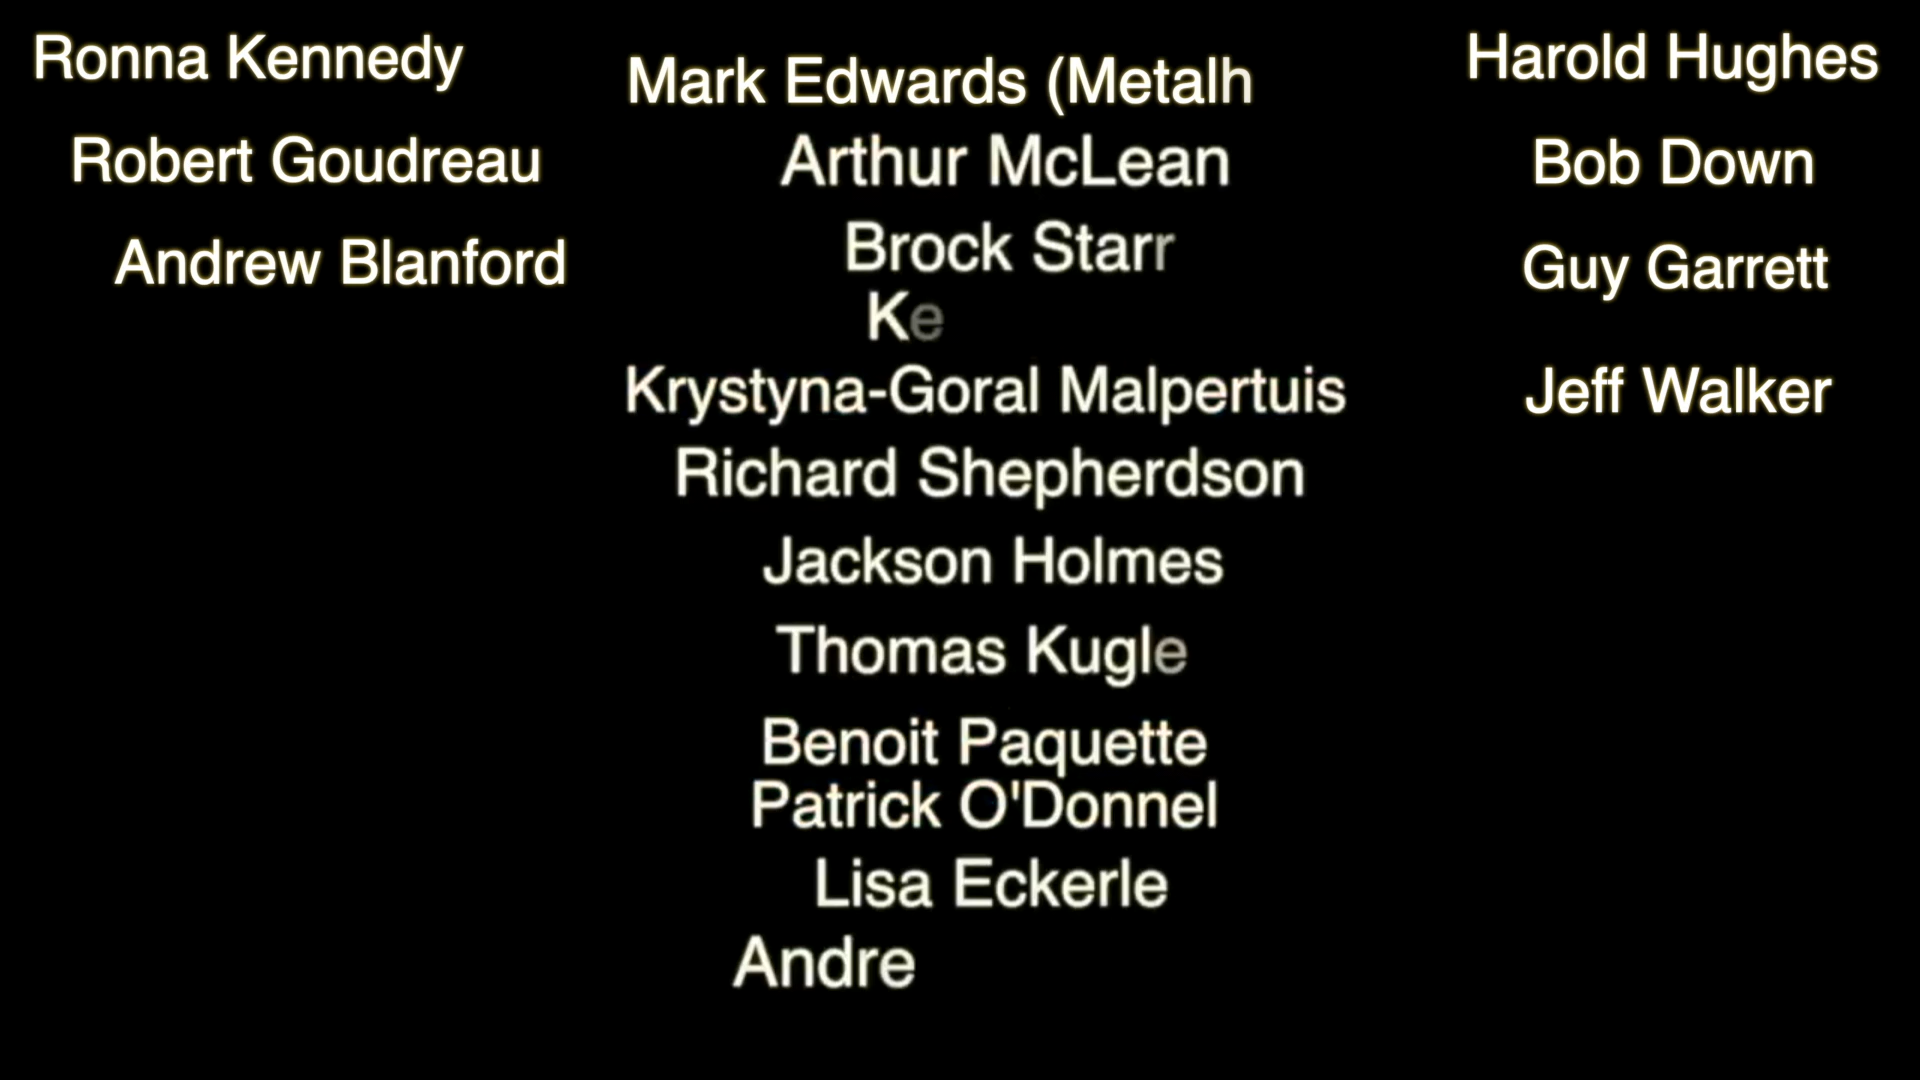 Ronna Kennedy
Robert Goudreau
Andrew Blanford
Mark Edwards (Metalh
Arthur McLean
Brock Starr
Ke
Krystyna-Goral Malpertuis
Richard Shepherdson
Jackson Holmes
Thomas Kugle
Benoit Paquette
Patrick O'Donnel
Lisa Eckerle
Andre
Harold Hughes
Bob Down
Guy Garrett
Jeff Walker